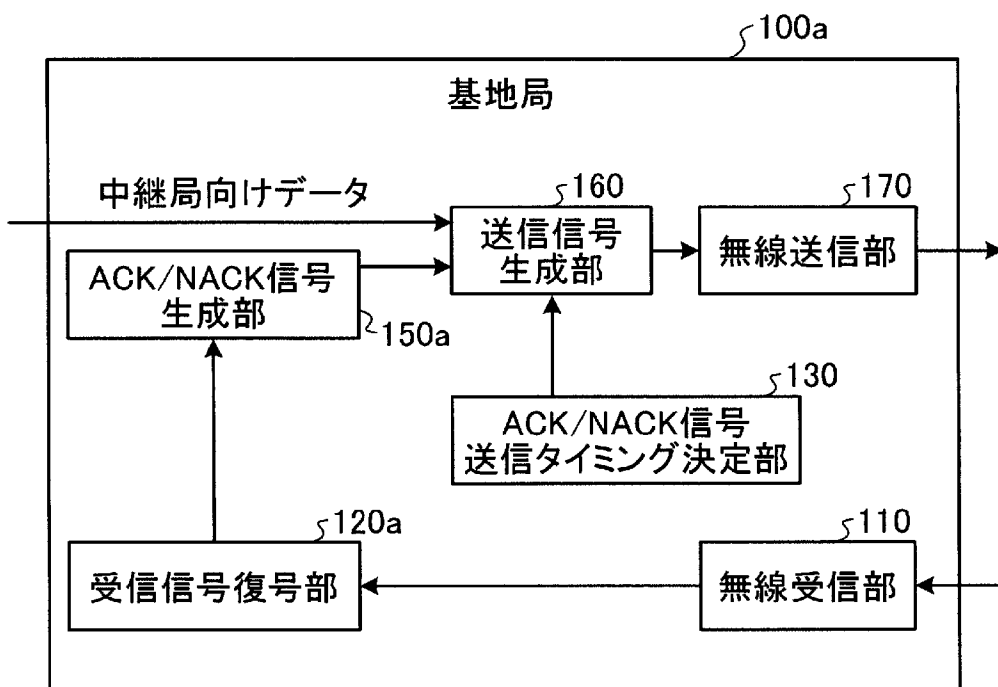 100a
基地局
中継局向けデータ
160
送信信号
生成部
170
無線送信部
ACK/NACK信号
生成部
150a
130
ACK/NACK信号
送信タイミング決定部
120a
受信信号復号部
110
無線受信部